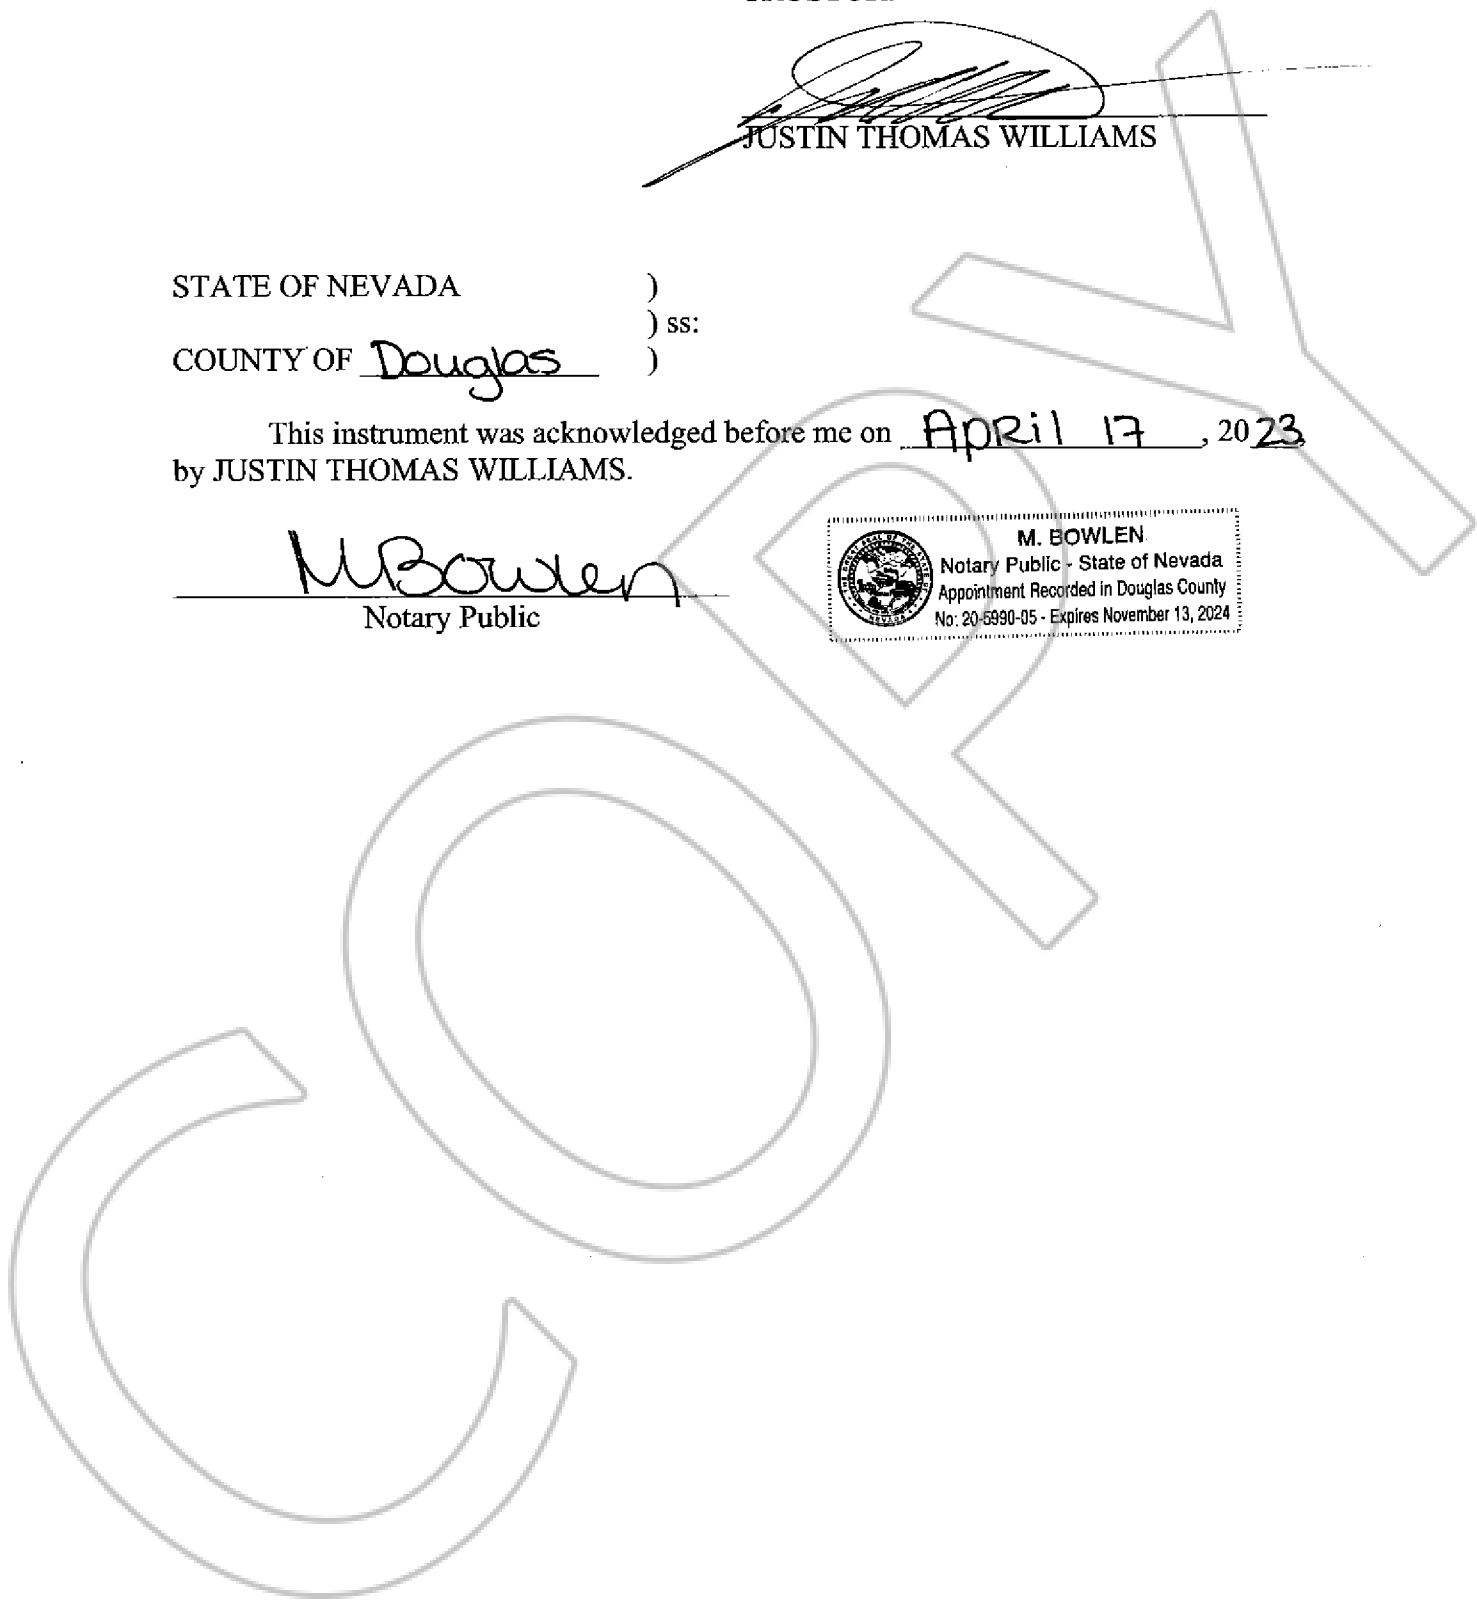 JUSTIN THOMAS WILLIAMS
STATE OF NEVADA )
) ss:
COUNTY OF Douglas )
This instrument was acknowledged before me on April 17, 2023
by JUSTIN THOMAS WILLIAMS.
MBowlen
Notary Public
M. BOWLEN
Notary Public - State of Nevada
Appointment Recorded in Douglas County
No: 20-5990-05 - Expires November 13, 2024
COPY